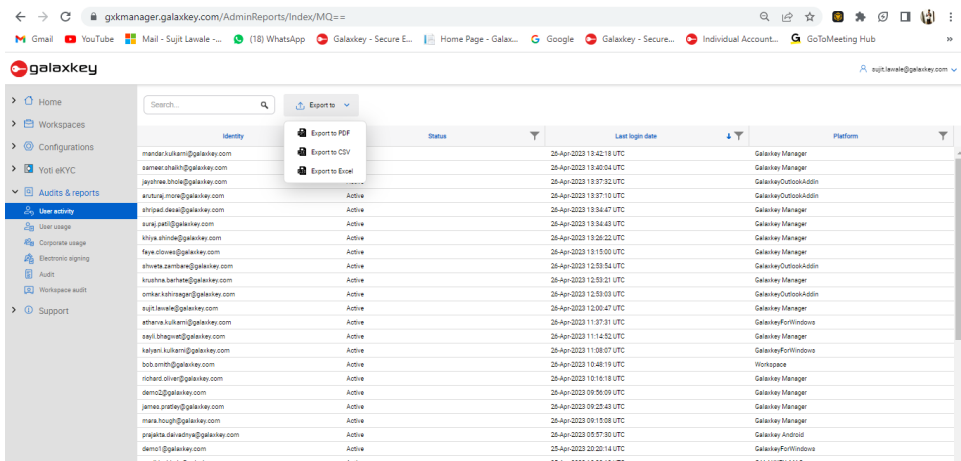 gxkmanager.galaxkey.com/AdminReports/Index/MQ==
Gmail YouTube Mail - Sujit Lawale -... (18) WhatsApp Galaxkey - Secure E... Home Page - Galax... Google Galaxkey - Secure... Individual Account... GoToMeeting Hub »
galaxkey sujit.lawale@galaxkey.com
Home
Workspaces
Configurations
Yoti eKYC
Audits & reports
User activity
User usage
Corporate usage
Electronic signing
Audit
Workspace audit
Support
Search... Export to
Export to PDF
Export to CSV
Export to Excel
Identity Status Last login date Platform
mandar.kulkarni@galaxkey.com 26-Apr-2023 13:42:18 UTC Galaxkey Manager
sameer.shaikh@galaxkey.com 26-Apr-2023 13:40:04 UTC Galaxkey Manager
jayshree.bhole@galaxkey.com 26-Apr-2023 13:37:32 UTC GalaxkeyOutlookAddin
aruturaj.more@galaxkey.com Active 26-Apr-2023 13:37:10 UTC GalaxkeyOutlookAddin
shripad.desai@galaxkey.com Active 26-Apr-2023 13:34:47 UTC Galaxkey Manager
suraj.patil@galaxkey.com Active 26-Apr-2023 13:34:43 UTC Galaxkey Manager
khiya.shinde@galaxkey.com Active 26-Apr-2023 13:26:22 UTC Galaxkey Manager
faye.clowes@galaxkey.com Active 26-Apr-2023 13:15:00 UTC Galaxkey Manager
shweta.zambare@galaxkey.com Active 26-Apr-2023 12:53:54 UTC GalaxkeyOutlookAddin
krushna.barhate@galaxkey.com Active 26-Apr-2023 12:53:21 UTC Galaxkey Manager
omkar.kshirsagar@galaxkey.com Active 26-Apr-2023 12:53:03 UTC GalaxkeyOutlookAddin
sujit.lawale@galaxkey.com Active 26-Apr-2023 12:00:47 UTC Galaxkey Manager
atharva.kulkarni@galaxkey.com Active 26-Apr-2023 11:37:31 UTC GalaxkeyForWindows
sayli.bhagwat@galaxkey.com Active 26-Apr-2023 11:14:52 UTC Galaxkey Manager
kalyani.kulkarni@galaxkey.com Active 26-Apr-2023 11:08:07 UTC GalaxkeyForWindows
bob.smith@galaxkey.com Active 26-Apr-2023 10:48:19 UTC Workspace
richard.oliver@galaxkey.com Active 26-Apr-2023 10:16:18 UTC Galaxkey Manager
demo2@galaxkey.com Active 26-Apr-2023 09:56:09 UTC Galaxkey Manager
james.pratley@galaxkey.com Active 26-Apr-2023 09:25:43 UTC Galaxkey Manager
mara.hough@galaxkey.com Active 26-Apr-2023 09:15:08 UTC Galaxkey Manager
prajakta.daivadnya@galaxkey.com Active 26-Apr-2023 05:57:30 UTC Galaxkey Android
demo1@galaxkey.com Active 25-Apr-2023 20:20:14 UTC GalaxkeyForWindows